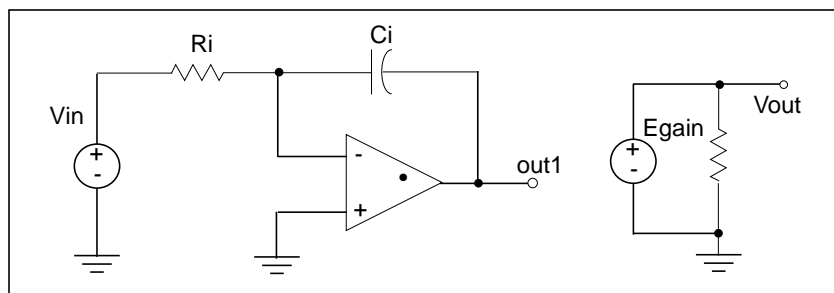 Ri
Ci
Vin
+
-
-
+
out1
Egain
+
-
Vout